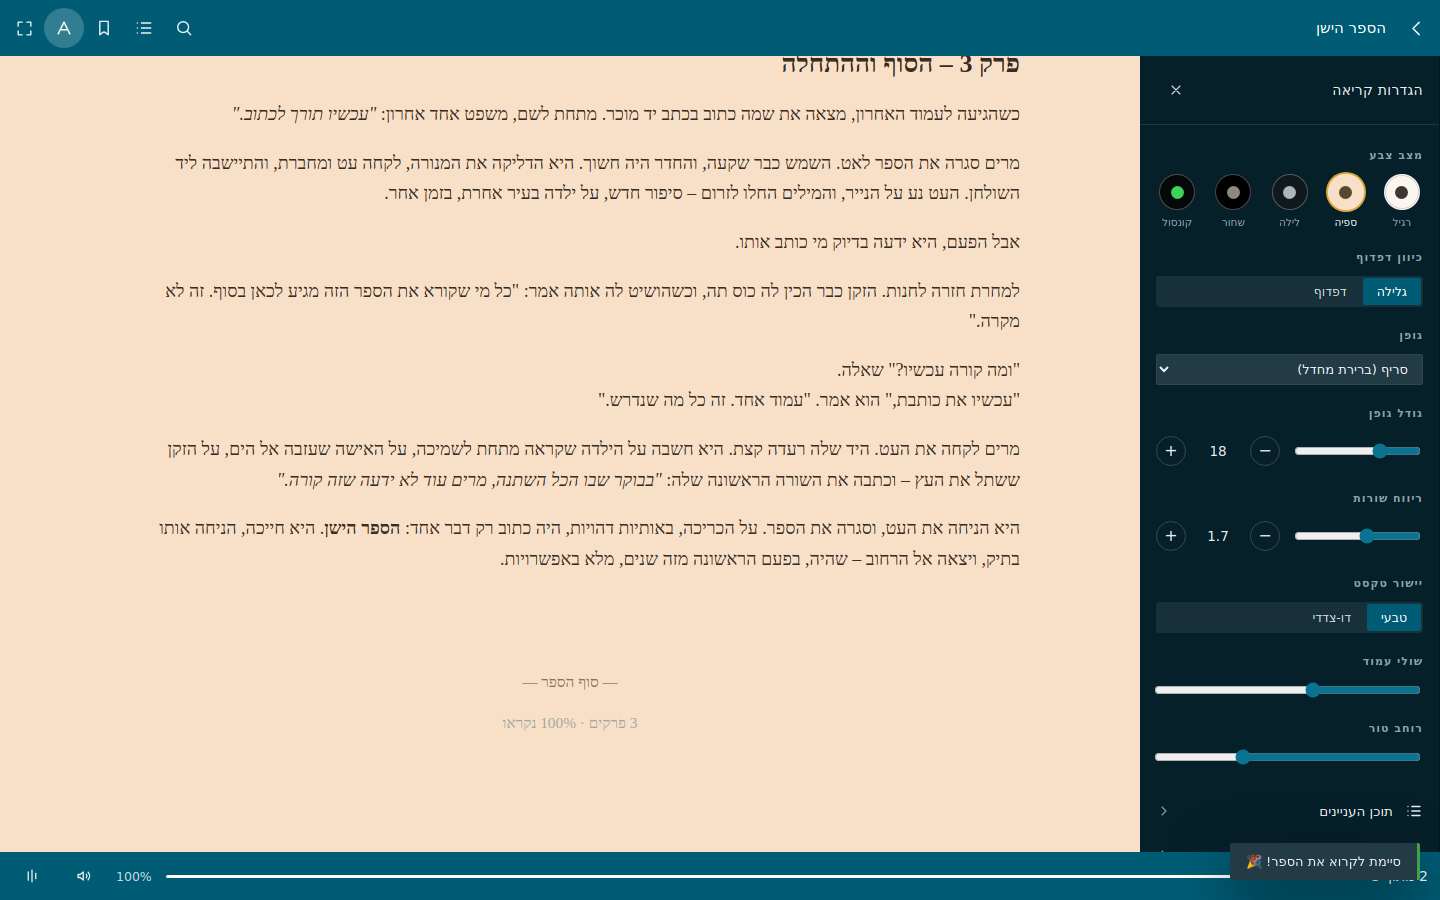 הספר הישן
הגדרות קריאה
מצב צבע
רגיל
ספיה
לילה
שחור
קונסול
כיוון דפדוף
גלילה
דפדוף
גופן
סריף (ברירת מחדל)
גודל גופן
− 18 +
ריווח שורות
− 1.7 +
יישור טקסט
טבעי
דו-צדדי
שולי עמוד
רוחב טור
תוכן העניינים
פרק 3 – הסוף וההתחלה
כשהגיעה לעמוד האחרון, מצאה את שמה כתוב בכתב יד מוכר. מתחת לשם, משפט אחד אחרון: "עכשיו תורך לכתוב."
מרים סגרה את הספר לאט. השמש כבר שקעה, והחדר היה חשוך. היא הדליקה את המנורה, לקחה עט ומחברת, והתיישבה ליד
השולחן. העט נע על הנייר, והמילים החלו לזרום – סיפור חדש, על ילדה בעיר אחרת, בזמן אחר.
אבל הפעם, היא ידעה בדיוק מי כותב אותו.
למחרת חזרה לחנות. הזקן כבר הכין לה כוס תה, וכשהושיט לה אותה אמר: "כל מי שקורא את הספר הזה מגיע לכאן בסוף. זה לא
מקרה."
"ומה קורה עכשיו?" שאלה.
"עכשיו את כותבת," הוא אמר. "עמוד אחד. זה כל מה שנדרש."
מרים לקחה את העט. היד שלה רעדה קצת. היא חשבה על הילדה שקראה מתחת לשמיכה, על האישה שעזבה אל הים, על הזקן
ששתל את העץ – וכתבה את השורה הראשונה שלה: "בבוקר שבו הכל השתנה, מרים עוד לא ידעה שזה קורה."
היא הניחה את העט, וסגרה את הספר. על הכריכה, באותיות דהויות, היה כתוב רק דבר אחד: הספר הישן. היא חייכה, הניחה אותו
בתיק, ויצאה אל הרחוב – שהיה, בפעם הראשונה מזה שנים, מלא באפשרויות.
— סוף הספר —
3 פרקים · 100% נקראו
סיימת לקרוא את הספר! 🎉
2
100%